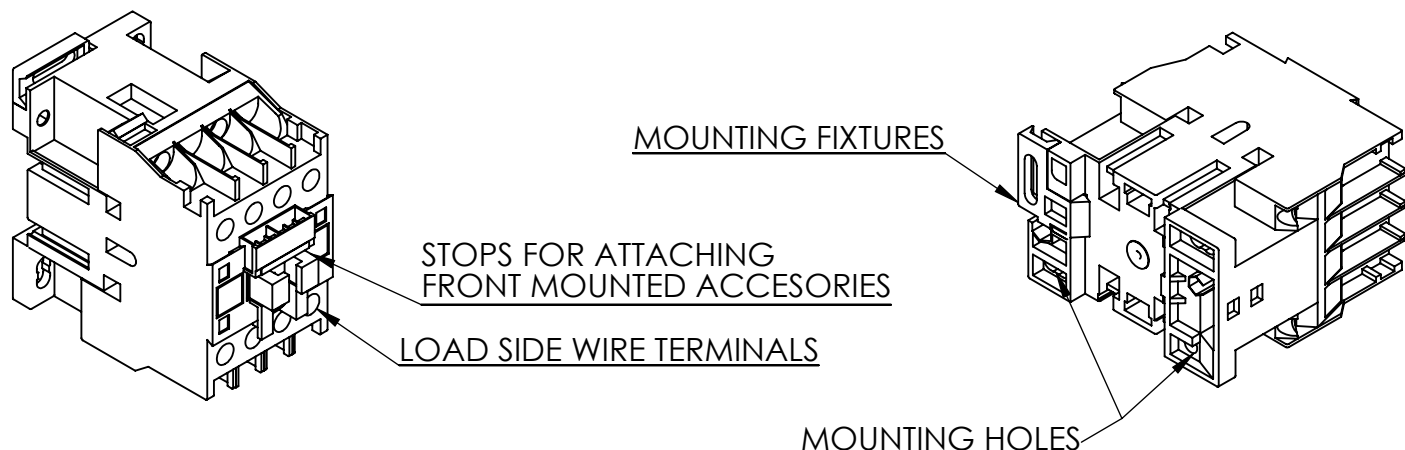 MOUNTING FIXTURES
STOPS FOR ATTACHING
FRONT MOUNTED ACCESORIES
LOAD SIDE WIRE TERMINALS
MOUNTING HOLES